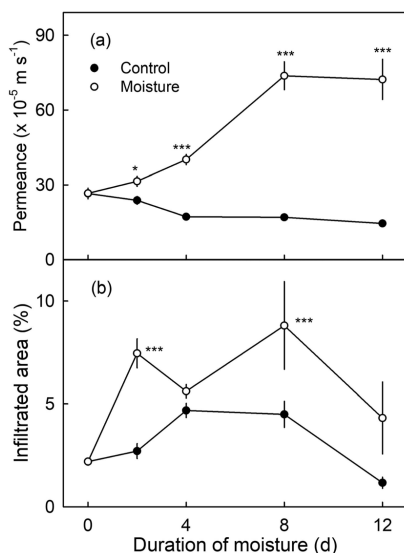 90
(a)
***
***
Control
Moisture
60
***
*
30
0
Permeance (x 10⁻⁵ m s⁻¹)
(b)
10
***
***
5
0
Infiltrated area (%)
0 4 8 12
Duration of moisture (d)